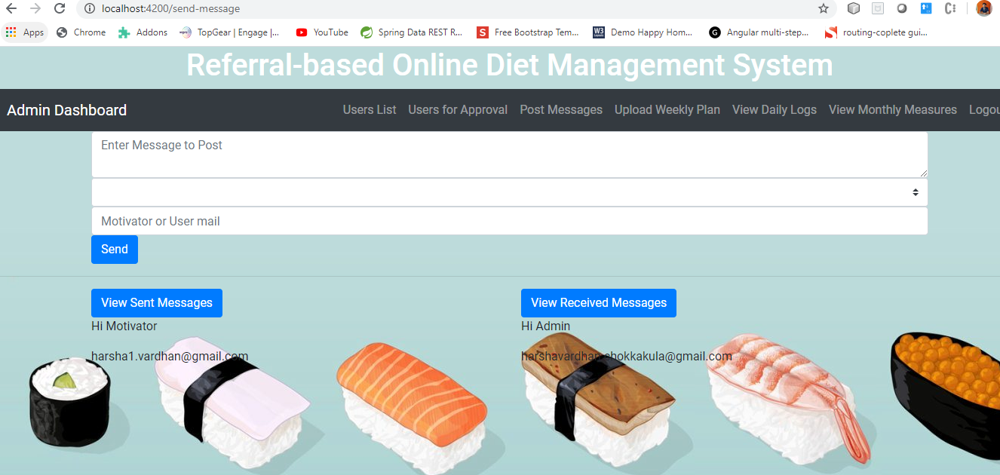 localhost:4200/send-message
Apps Chrome Addons TopGear | Engage |... YouTube Spring Data REST R... S Free Bootstrap Tem... W3 Demo Happy Hom... G Angular multi-step... routing-coplete gui...
Referral-based Online Diet Management System
Admin Dashboard Users List Users for Approval Post Messages Upload Weekly Plan View Daily Logs View Monthly Measures Logou
Enter Message to Post
Motivator or User mail
Send
View Sent Messages View Received Messages
Hi Motivator Hi Admin
harsha1.vardhan@gmail.com harshavardhan.chokkakula@gmail.com